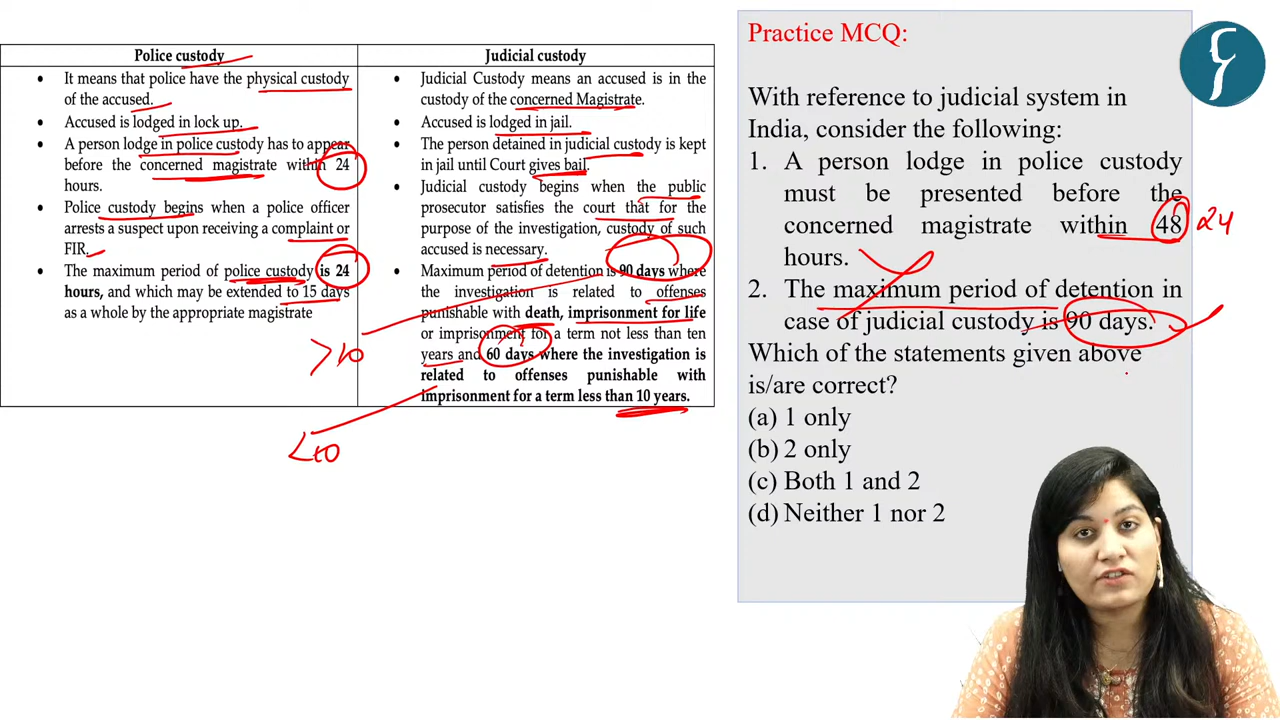 Police custody
• It means that police have the physical custody
of the accused.
• Accused is lodged in lock up.
• A person lodge in police custody has to appear
before the concerned magistrate within 24
hours.
• Police custody begins when a police officer
arrests a suspect upon receiving a complaint or
FIR.
• The maximum period of police custody is 24
hours, and which may be extended to 15 days
as a whole by the appropriate magistrate
Judicial custody
• Judicial Custody means an accused is in the
custody of the concerned Magistrate.
• Accused is lodged in jail.
• The person detained in judicial custody is kept
in jail until Court gives bail.
• Judicial custody begins when the public
prosecutor satisfies the court that for the
purpose of the investigation, custody of such
accused is necessary.
• Maximum period of detention is 90 days where
the investigation is related to offenses
punishable with death, imprisonment for life
or imprisonment for a term not less than ten
years and 60 days where the investigation is
related to offenses punishable with
imprisonment for a term less than 10 years.
>10
<10
Practice MCQ:
With reference to judicial system in
India, consider the following:
1. A person lodge in police custody
must be presented before the
concerned magistrate within 48 24
hours.
2. The maximum period of detention in
case of judicial custody is 90 days.
Which of the statements given above
is/are correct?
(a) 1 only
(b) 2 only
(c) Both 1 and 2
(d) Neither 1 nor 2